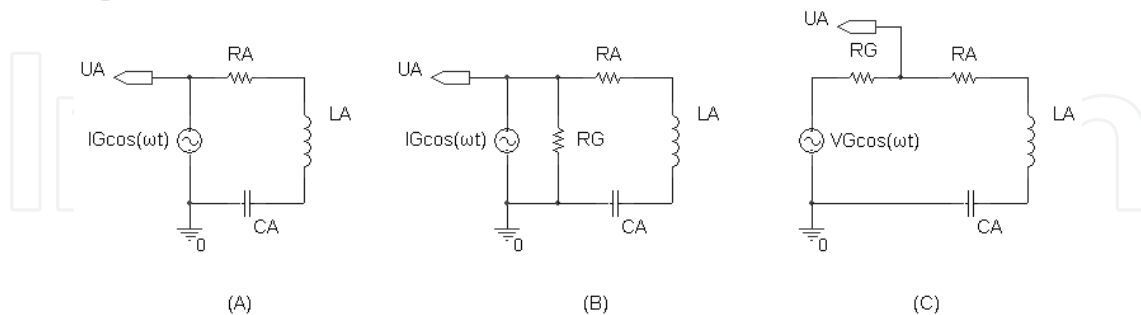 UA
RA
LA
IGcos(ωt)
CA
0
(A)
UA
RA
LA
IGcos(ωt)
RG
CA
0
(B)
UA
RG
RA
LA
VGcos(ωt)
CA
0
(C)